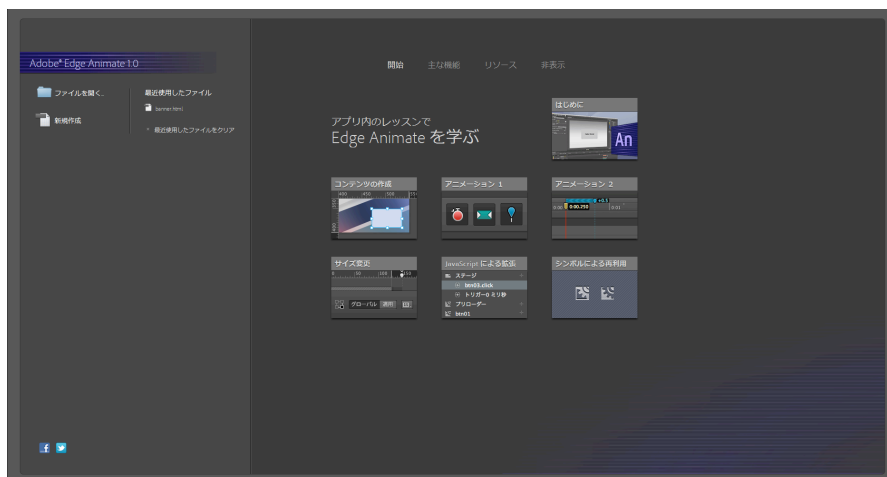 Adobe® Edge Animate 1.0
ファイルを開く..
新規作成
最近使用したファイル
banner.html
最近使用したファイルをクリア
開始 主な機能 リソース 非表示
アプリ内のレッスンで
Edge Animate を学ぶ
はじめに
An
コンテンツの作成
アニメーション 1
アニメーション 2
0:00.250
+0.5
0:01
サイズ変更
グローバル 適用
JavaScript による拡張
ステージ
btn03.click
トリガー0 ミリ秒
プリローダー
btn01
シンボルによる再利用